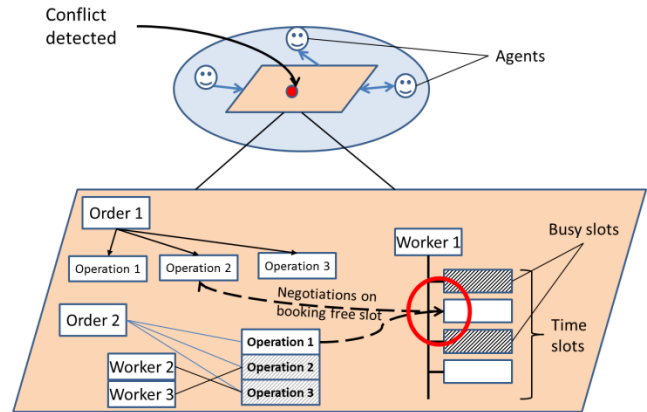 Conflict
detected
Agents
Order 1
Operation 1
Operation 2
Operation 3
Worker 1
Busy slots
Negotiations on
booking free slot
Order 2
Operation 1
Operation 2
Operation 3
Worker 2
Worker 3
Time
slots